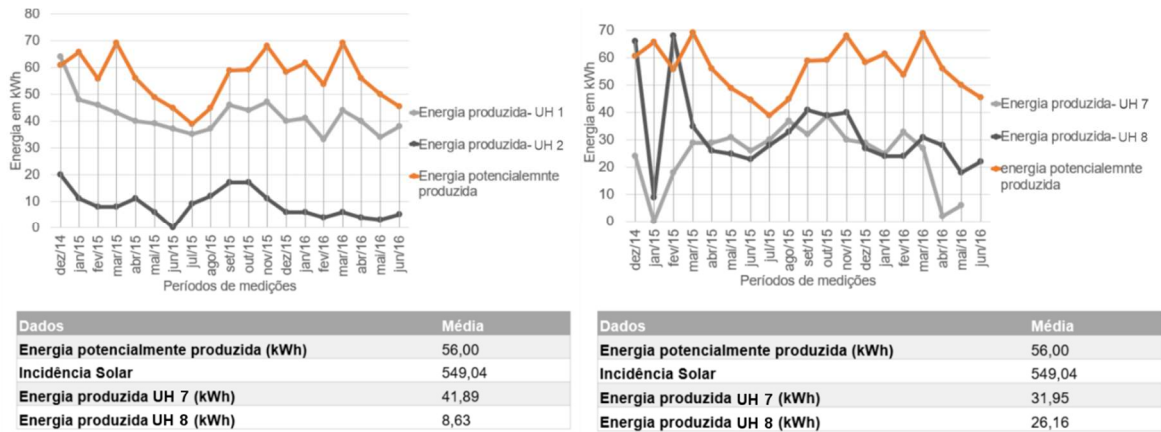 80
70
60
50
40
30
20
10
0
Energia em kWh
dez/14
jan/15
fev/15
mar/15
abr/15
mai/15
jun/15
jul/15
ago/15
set/15
out/15
nov/15
dez/15
jan/16
fev/16
mar/16
abr/16
mai/16
jun/16
Períodos de medições
Energia produzida- UH 1
Energia produzida- UH 2
Energia potencialemnte
produzida
Dados Média
Energia potencialmente produzida (kWh) 56,00
Incidência Solar 549,04
Energia produzida UH 7 (kWh) 41,89
Energia produzida UH 8 (kWh) 8,63
70
60
50
40
30
20
10
0
Energia em kWh
dez/14
jan/15
fev/15
mar/15
abr/15
mai/15
jun/15
jul/15
ago/15
set/15
out/15
nov/15
dez/15
jan/16
fev/16
mar/16
abr/16
mai/16
jun/16
Períodos de medições
Energia produzida- UH 7
Energia produzida- UH 8
energia potencialemnte
produzida
Dados Média
Energia potencialmente produzida (kWh) 56,00
Incidência Solar 549,04
Energia produzida UH 7 (kWh) 31,95
Energia produzida UH 8 (kWh) 26,16